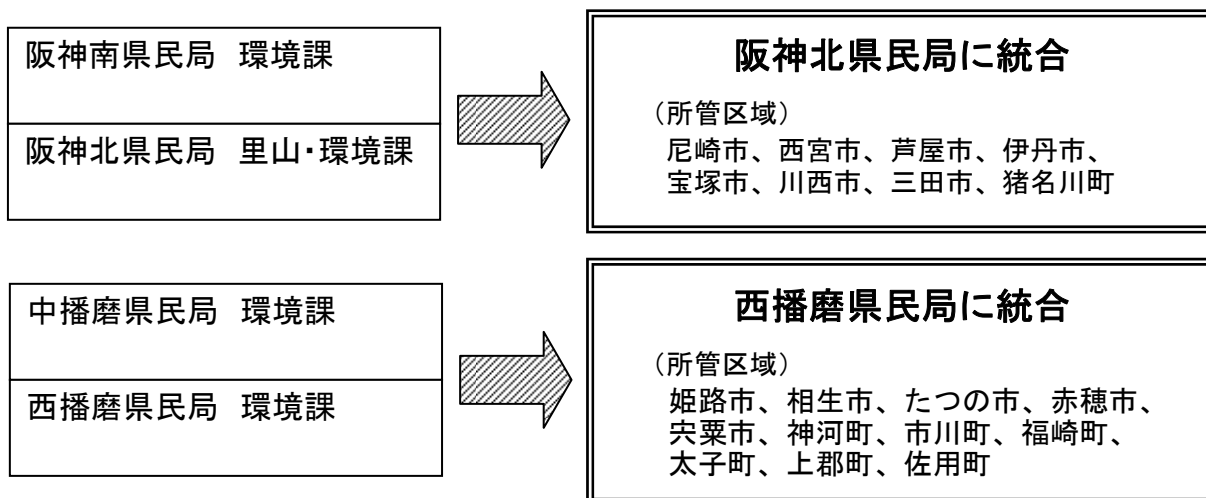 阪神南県民局 環境課
阪神北県民局 里山・環境課
阪神北県民局に統合
（所管区域）
尼崎市、西宮市、芦屋市、伊丹市、
宝塚市、川西市、三田市、猪名川町
中播磨県民局 環境課
西播磨県民局 環境課
西播磨県民局に統合
（所管区域）
姫路市、相生市、たつの市、赤穂市、
宍粟市、神河町、市川町、福崎町、
太子町、上郡町、佐用町